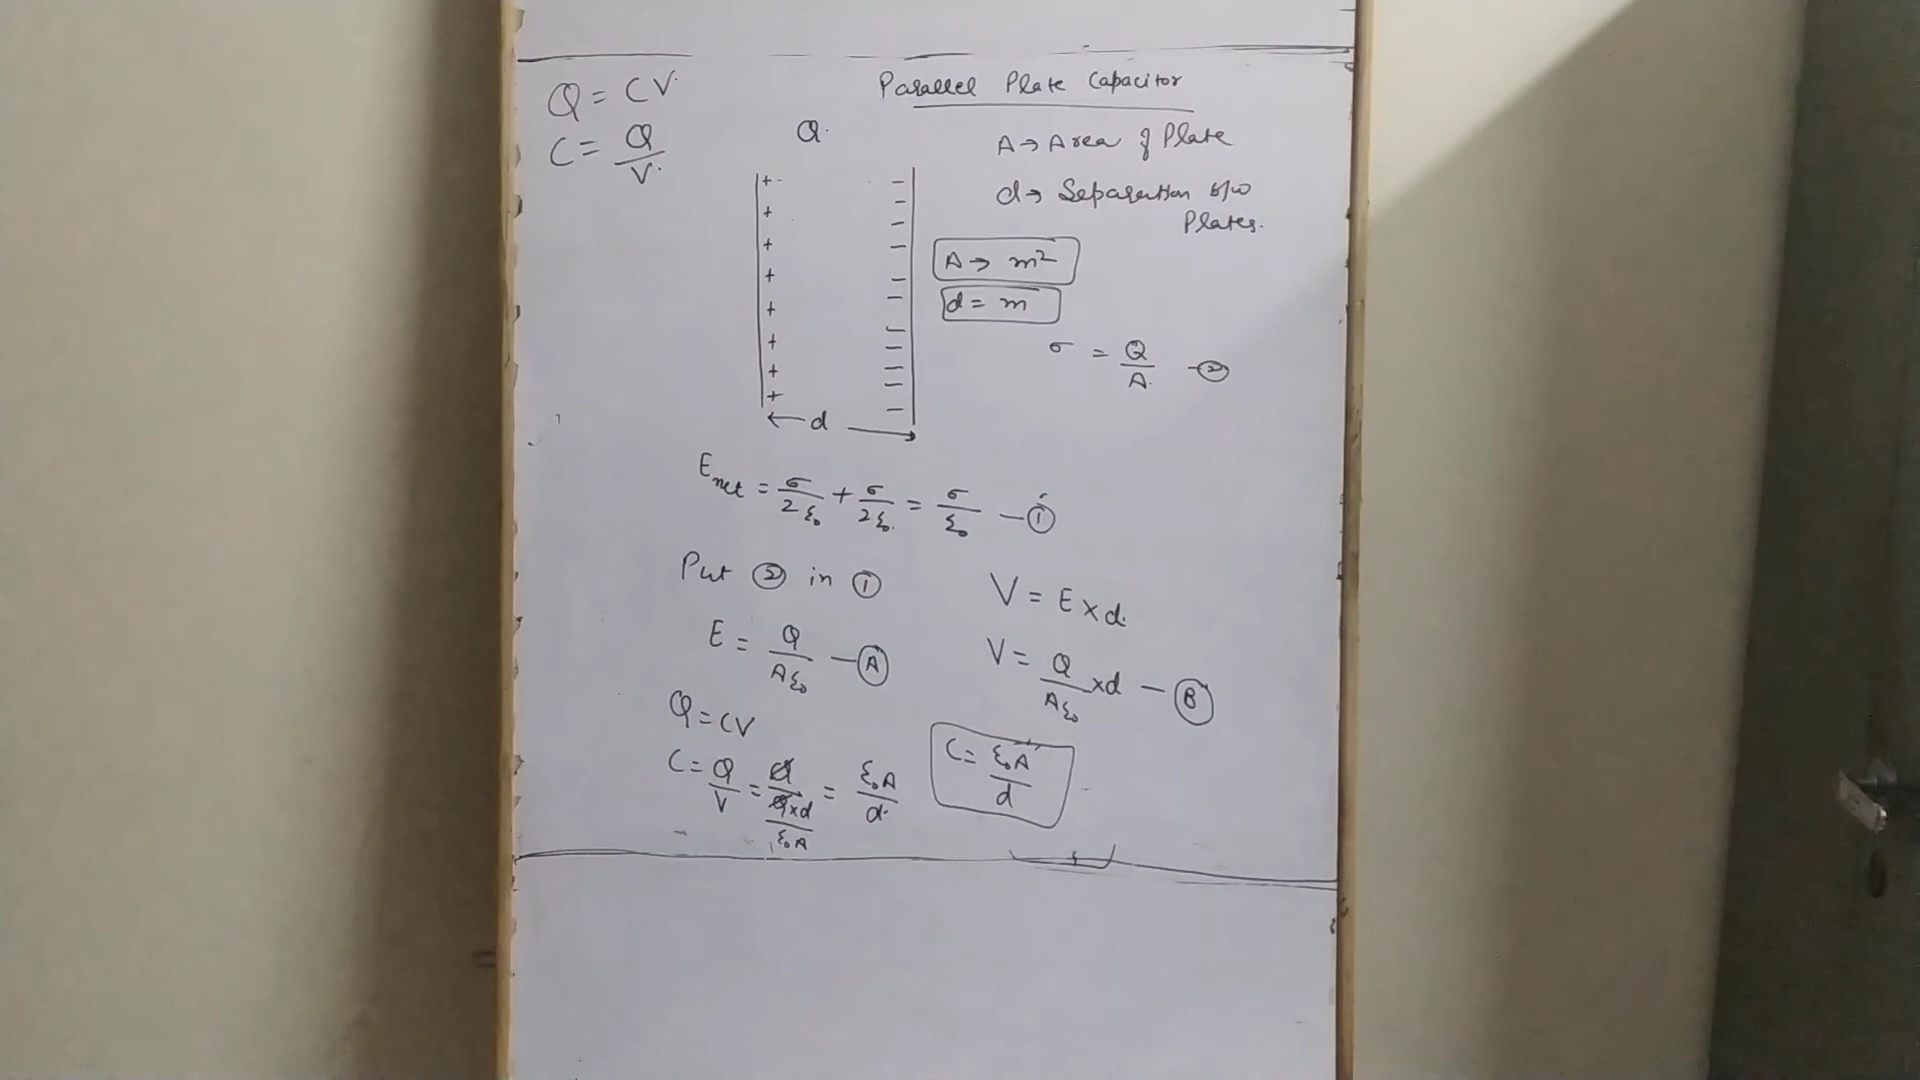 Q = CV
C = Q/V
Parallel Plate Capacitor
Q
A → Area of Plate
d → Separation b/w
Plates.
A → m²
d = m
σ = Q/A -②
← d →
E net = σ/2ε₀ + σ/2ε₀ = σ/ε₀ -①
Put ② in ①
E = Q/Aε₀ -Ⓐ
V = E × d
V = Q/Aε₀ × d - Ⓑ
Q = CV
C = Q/V = Q/(Q×d/ε₀A) = ε₀A/d
C = ε₀A/d